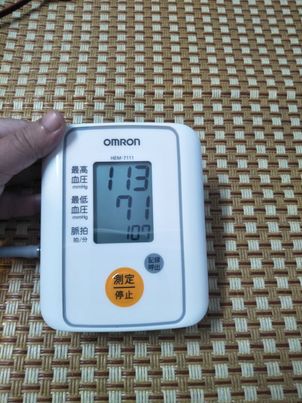 OMRON
HEM-7111
最高
血圧
mmHg
113
最低
血圧
mmHg
71
脈拍
拍/分
107
記録
呼出
測定
停止